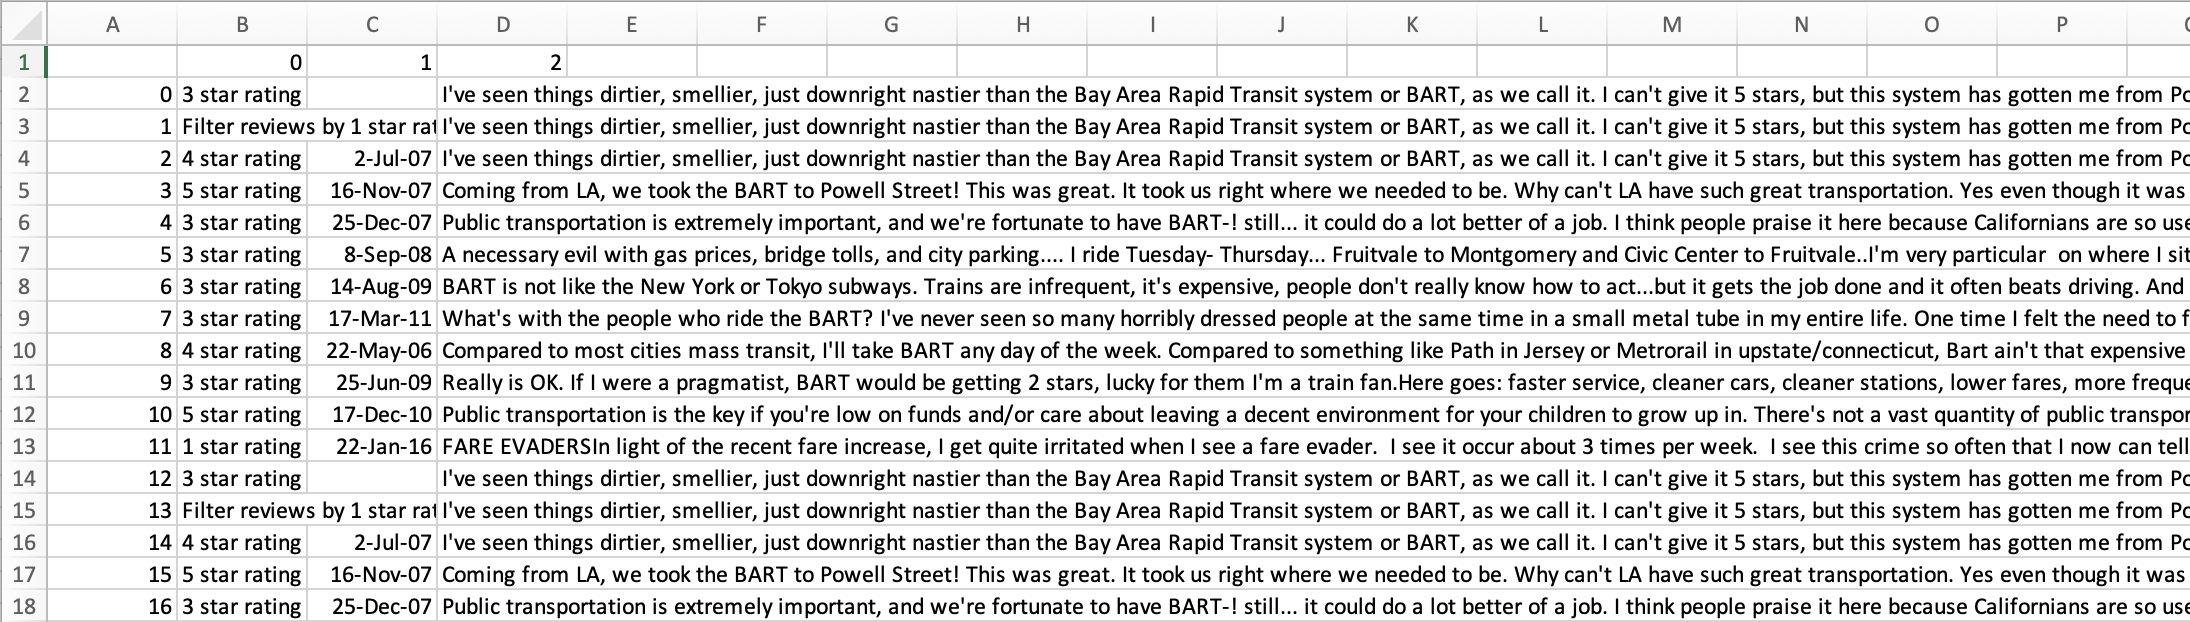 A B C D E F G H I J K L M N O P
1 0 1 2
2 0 3 star rating I've seen things dirtier, smellier, just downright nastier than the Bay Area Rapid Transit system or BART, as we call it. I can't give it 5 stars, but this system has gotten me from
3 1 Filter reviews by 1 star I've seen things dirtier, smellier, just downright nastier than the Bay Area Rapid Transit system or BART, as we call it. I can't give it 5 stars, but this system has gotten me from
4 2 4 star rating 2-Jul-07 I've seen things dirtier, smellier, just downright nastier than the Bay Area Rapid Transit system or BART, as we call it. I can't give it 5 stars, but this system has gotten me from
5 3 5 star rating 16-Nov-07 Coming from LA, we took the BART to Powell Street! This was great. It took us right where we needed to be. Why can't LA have such great transportation. Yes even though it was
6 4 3 star rating 25-Dec-07 Public transportation is extremely important, and we're fortunate to have BART-! still... it could do a lot better of a job. I think people praise it here because Californians are so
7 5 3 star rating 8-Sep-08 A necessary evil with gas prices, bridge tolls, and city parking.... I ride Tuesday- Thursday... Fruitvale to Montgomery and Civic Center to Fruitvale..I'm very particular on where I sit
8 6 3 star rating 14-Aug-09 BART is not like the New York or Tokyo subways. Trains are infrequent, it's expensive, people don't really know how to act...but it gets the job done and it often beats driving. And
9 7 3 star rating 17-Mar-11 What's with the people who ride the BART? I've never seen so many horribly dressed people at the same time in a small metal tube in my entire life. One time I felt the need to
10 8 4 star rating 22-May-06 Compared to most cities mass transit, I'll take BART any day of the week. Compared to something like Path in Jersey or Metrorail in upstate/connecticut, Bart ain't that expensive
11 9 3 star rating 25-Jun-09 Really is OK. If I were a pragmatist, BART would be getting 2 stars, lucky for them I'm a train fan.Here goes: faster service, cleaner cars, cleaner stations, lower fares, more
12 10 5 star rating 17-Dec-10 Public transportation is the key if you're low on funds and/or care about leaving a decent environment for your children to grow up in. There's not a vast quantity of public
13 11 1 star rating 22-Jan-16 FARE EVADERSIn light of the recent fare increase, I get quite irritated when I see a fare evader. I see it occur about 3 times per week. I see this crime so often that I now can tell
14 12 3 star rating I've seen things dirtier, smellier, just downright nastier than the Bay Area Rapid Transit system or BART, as we call it. I can't give it 5 stars, but this system has gotten me from
15 13 Filter reviews by 1 star I've seen things dirtier, smellier, just downright nastier than the Bay Area Rapid Transit system or BART, as we call it. I can't give it 5 stars, but this system has gotten me from
16 14 4 star rating 2-Jul-07 I've seen things dirtier, smellier, just downright nastier than the Bay Area Rapid Transit system or BART, as we call it. I can't give it 5 stars, but this system has gotten me from
17 15 5 star rating 16-Nov-07 Coming from LA, we took the BART to Powell Street! This was great. It took us right where we needed to be. Why can't LA have such great transportation. Yes even though it was
18 16 3 star rating 25-Dec-07 Public transportation is extremely important, and we're fortunate to have BART-! still... it could do a lot better of a job. I think people praise it here because Californians are so